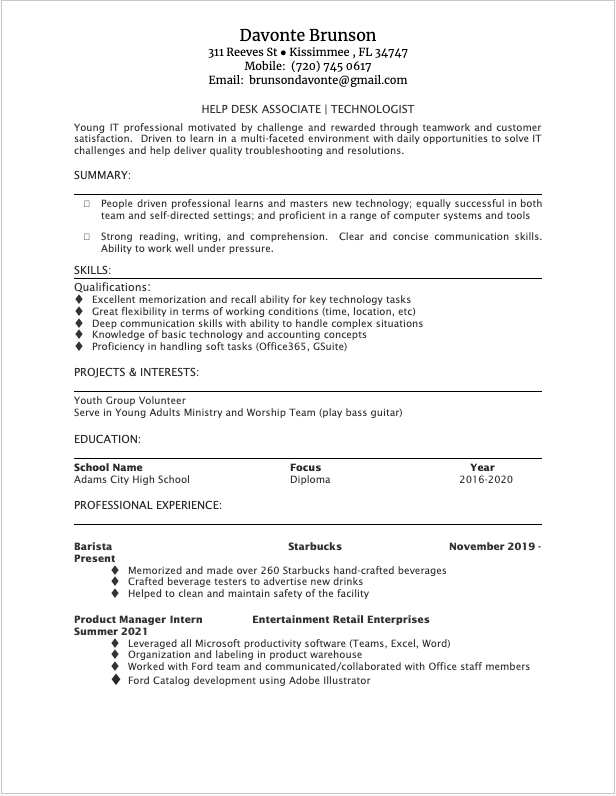 Davonte Brunson
311 Reeves St ● Kissimmee , FL 34747
Mobile:  (720) 745 0617
Email:  brunsondavonte@gmail.com
HELP DESK ASSOCIATE | TECHNOLOGIST
Young IT professional motivated by challenge and rewarded through teamwork and customer
satisfaction.  Driven to learn in a multi-faceted environment with daily opportunities to solve IT
challenges and help deliver quality troubleshooting and resolutions.
SUMMARY:
□ People driven professional learns and masters new technology; equally successful in both
team and self-directed settings; and proficient in a range of computer systems and tools
□ Strong reading, writing, and comprehension.  Clear and concise communication skills.
Ability to work well under pressure.
SKILLS:
Qualifications:
♦ Excellent memorization and recall ability for key technology tasks
♦ Great flexibility in terms of working conditions (time, location, etc)
♦ Deep communication skills with ability to handle complex situations
♦ Knowledge of basic technology and accounting concepts
♦ Proficiency in handling soft tasks (Office365, GSuite)
PROJECTS & INTERESTS:
Youth Group Volunteer
Serve in Young Adults Ministry and Worship Team (play bass guitar)
EDUCATION:
School Name Focus Year
Adams City High School Diploma 2016-2020
PROFESSIONAL EXPERIENCE:
Barista Starbucks November 2019 -
Present
♦ Memorized and made over 260 Starbucks hand-crafted beverages
♦ Crafted beverage testers to advertise new drinks
♦ Helped to clean and maintain safety of the facility
Product Manager Intern Entertainment Retail Enterprises
Summer 2021
♦ Leveraged all Microsoft productivity software (Teams, Excel, Word)
♦ Organization and labeling in product warehouse
♦ Worked with Ford team and communicated/collaborated with Office staff members
♦ Ford Catalog development using Adobe Illustrator